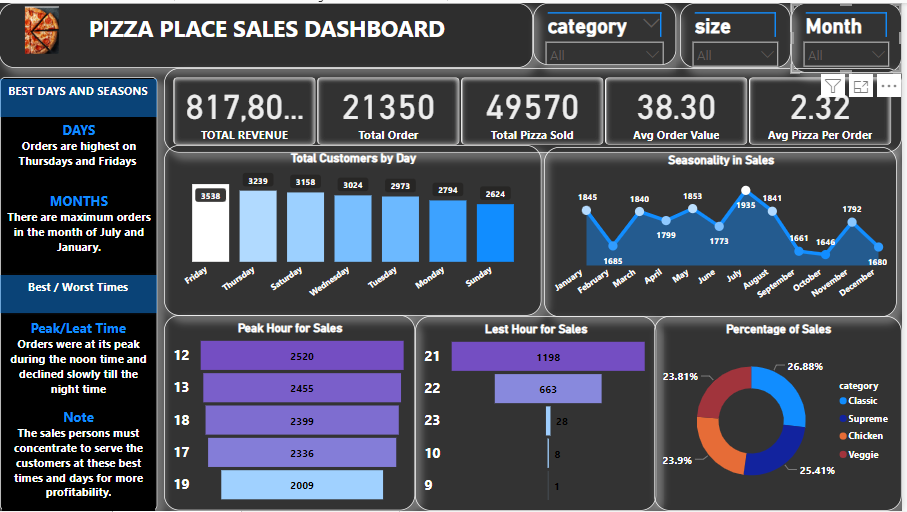 PIZZA PLACE SALES DASHBOARD
category
All
size
All
Month
All
BEST DAYS AND SEASONS
DAYS
Orders are highest on
Thursdays and Fridays
MONTHS
There are maximum orders
in the month of July and
January.
Best / Worst Times
Peak/Leat Time
Orders were at its peak
during the noon time and
declined slowly till the
night time
Note
The sales persons must
concentrate to serve the
customers at these best
times and days for more
profitability.
817,80...
TOTAL REVENUE
21350
Total Order
49570
Total Pizza Sold
38.30
Avg Order Value
2.32
Avg Pizza Per Order
Total Customers by Day
3538
3239
3158
3024
2973
2794
2624
Friday
Thursday
Saturday
Wednesday
Tuesday
Monday
Sunday
Seasonality in Sales
1845
1685
1840
1799
1853
1773
1935
1841
1661
1646
1792
1680
January
February
March
April
May
June
July
August
September
October
November
December
Peak Hour for Sales
12 2520
13 2455
18 2399
17 2336
19 2009
Lest Hour for Sales
21 1198
22 663
23 28
10 8
9 1
Percentage of Sales
26.88%
25.41%
23.9%
23.81%
category
Classic
Supreme
Chicken
Veggie